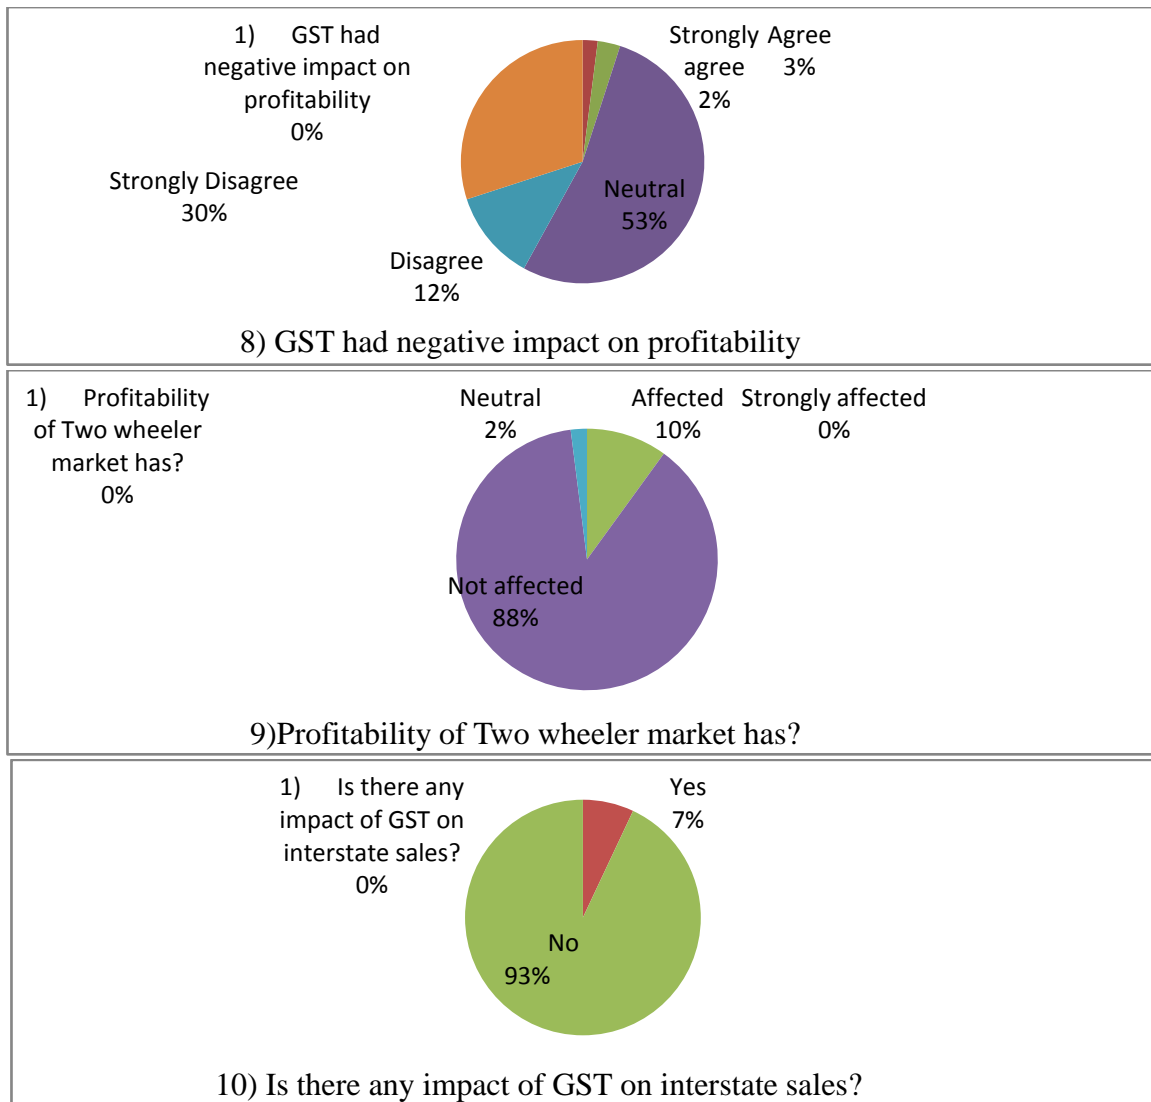 1) GST had
negative impact on
profitability
0%
Strongly agree
2%
Agree
3%
Neutral
53%
Disagree
12%
Strongly Disagree
30%
8) GST had negative impact on profitability
1) Profitability
of Two wheeler
market has?
0%
Neutral
2%
Affected
10%
Strongly affected
0%
Not affected
88%
9)Profitability of Two wheeler market has?
1) Is there any
impact of GST on
interstate sales?
0%
Yes
7%
No
93%
10) Is there any impact of GST on interstate sales?